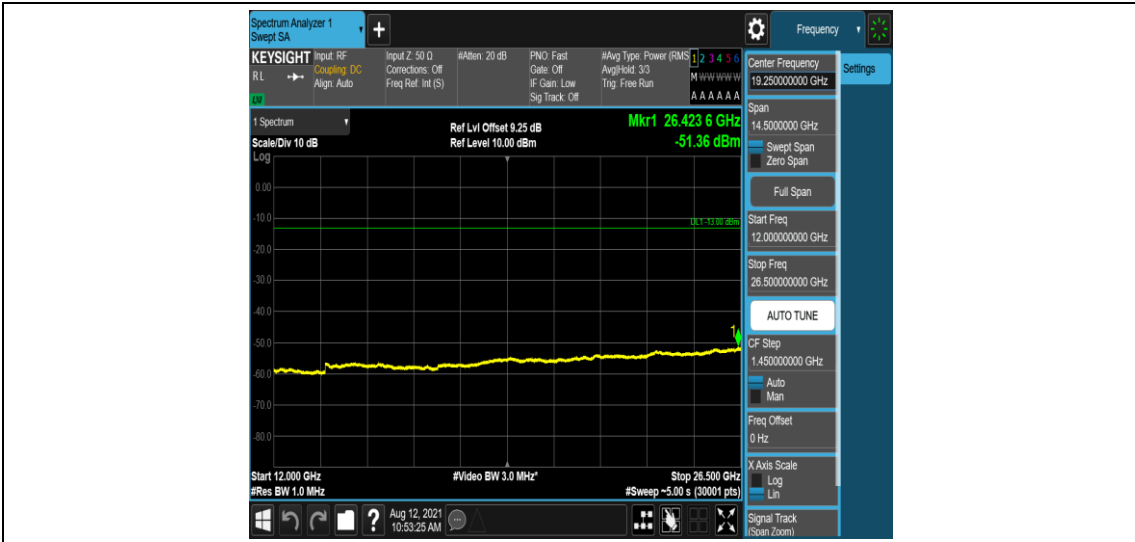 Spectrum Analyzer 1
Swept SA
+
Frequency
KEYSIGHT
RL
LXI
Input: RF
Coupling: DC
Align: Auto
Input Z: 50 Ω
Corrections: Off
Freq Ref: Int (S)
#Atten: 20 dB
PNO: Fast
Gate: Off
IF Gain: Low
Sig Track: Off
#Avg Type: Power (RMS
Avg|Hold: 3/3
Trig: Free Run
1 2 3 4 5 6
M W W W W W
A A A A A A
1 Spectrum
Scale/Div 10 dB
Log
Ref Lvl Offset 9.25 dB
Ref Level 10.00 dBm
Mkr1 26.423 6 GHz
-51.36 dBm
0.00
-10.0
DL1 -13.00 dBm
-20.0
-30.0
-40.0
1
-50.0
-60.0
-70.0
-80.0
Start 12.000 GHz
#Res BW 1.0 MHz
#Video BW 3.0 MHz*
Stop 26.500 GHz
#Sweep ~5.00 s (30001 pts)
?
Aug 12, 2021
10:53:25 AM
Center Frequency
19.250000000 GHz
Settings
Span
14.5000000 GHz
Swept Span
Zero Span
Full Span
Start Freq
12.000000000 GHz
Stop Freq
26.500000000 GHz
AUTO TUNE
CF Step
1.450000000 GHz
Auto
Man
Freq Offset
0 Hz
X Axis Scale
Log
Lin
Signal Track
(Span Zoom)